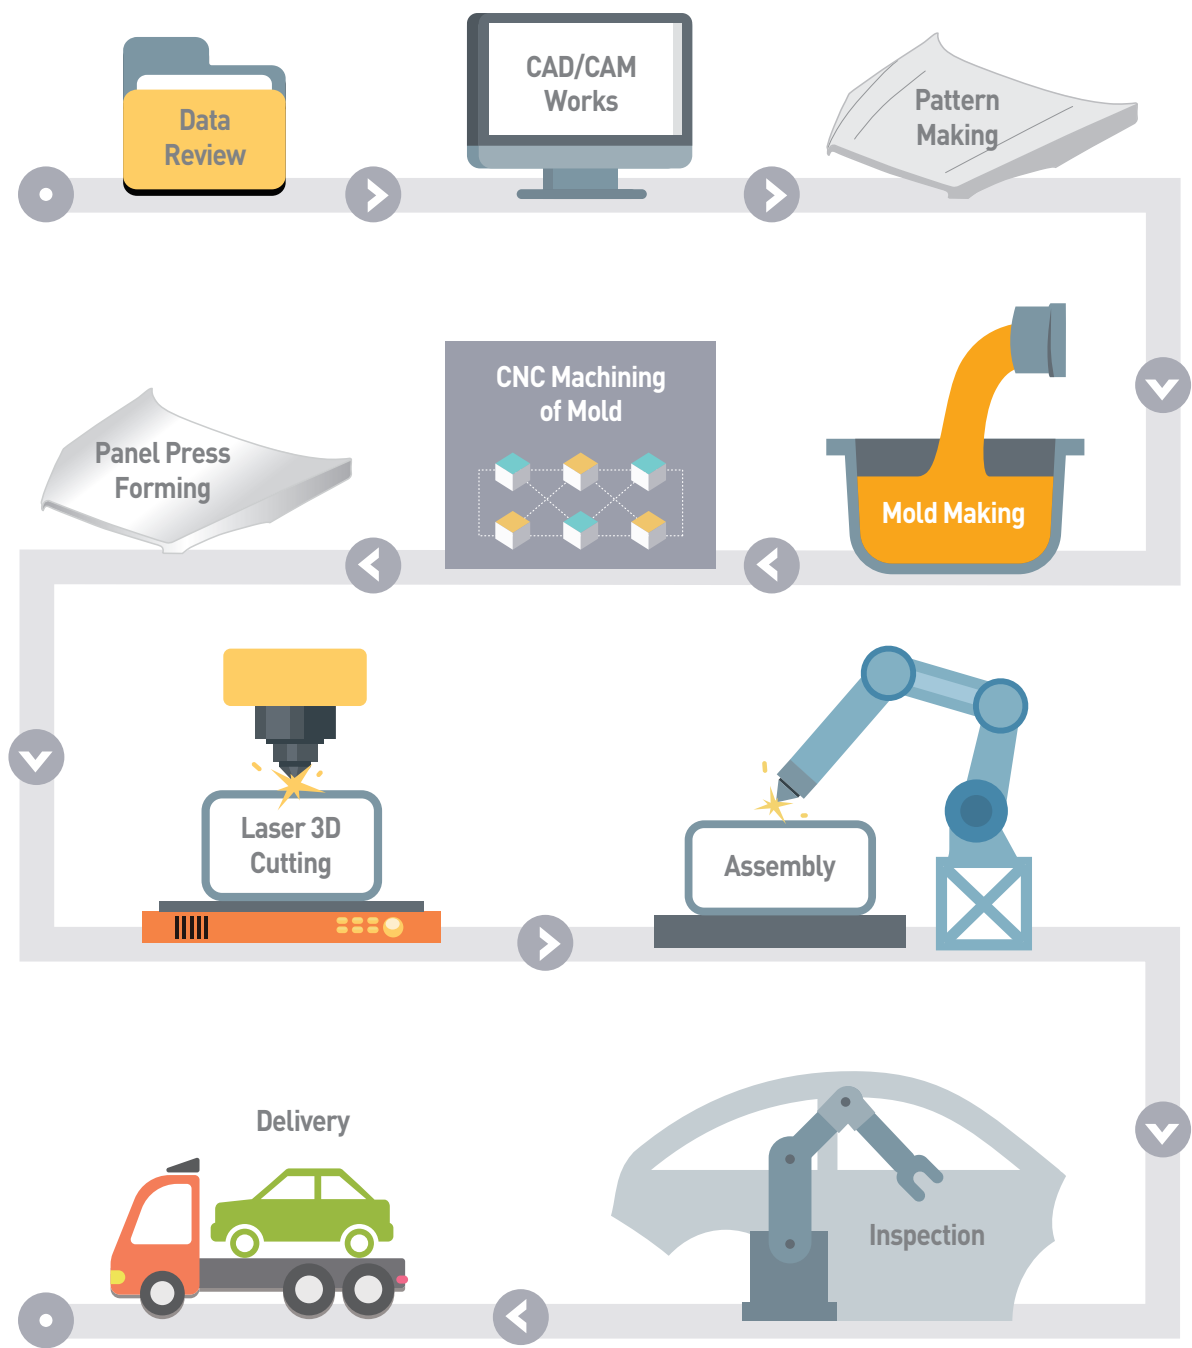 Data
Review
CAD/CAM
Works
Pattern
Making
Mold Making
CNC Machining
of Mold
Panel Press
Forming
Laser 3D
Cutting
Assembly
Inspection
Delivery